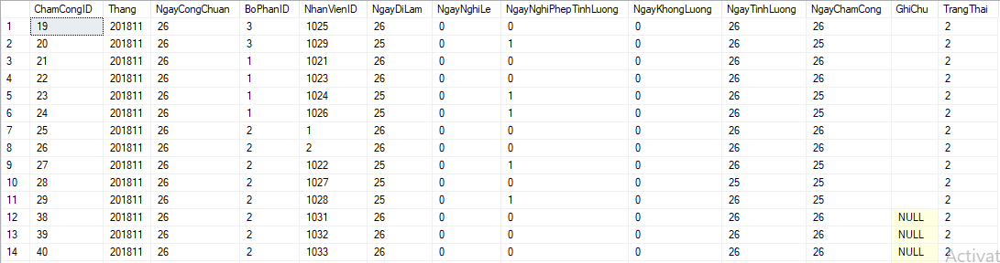 ChamCongID Thang NgayCongChuan BoPhanID NhanVienID NgayDiLam NgayNghiLe NgayNghiPhepTinhLuong NgayKhongLuong NgayTinhLuong NgayChamCong GhiChu TrangThai
1 19 201811 26 3 1025 26 0 0 0 26 26 2
2 20 201811 26 3 1029 25 0 1 0 26 25 2
3 21 201811 26 1 1021 26 0 0 0 26 26 2
4 22 201811 26 1 1023 26 0 0 0 26 26 2
5 23 201811 26 1 1024 25 0 1 0 26 25 2
6 24 201811 26 1 1026 25 0 1 0 26 25 2
7 25 201811 26 2 1 26 0 0 0 26 26 2
8 26 201811 26 2 2 26 0 0 0 26 26 2
9 27 201811 26 2 1022 25 0 1 0 26 25 2
10 28 201811 26 2 1027 25 0 0 0 25 25 2
11 29 201811 26 2 1028 25 0 1 0 26 25 2
12 38 201811 26 2 1031 26 0 0 0 26 26 NULL 2
13 39 201811 26 2 1032 26 0 0 0 26 26 NULL 2
14 40 201811 26 2 1033 26 0 0 0 26 26 NULL 2
Activat